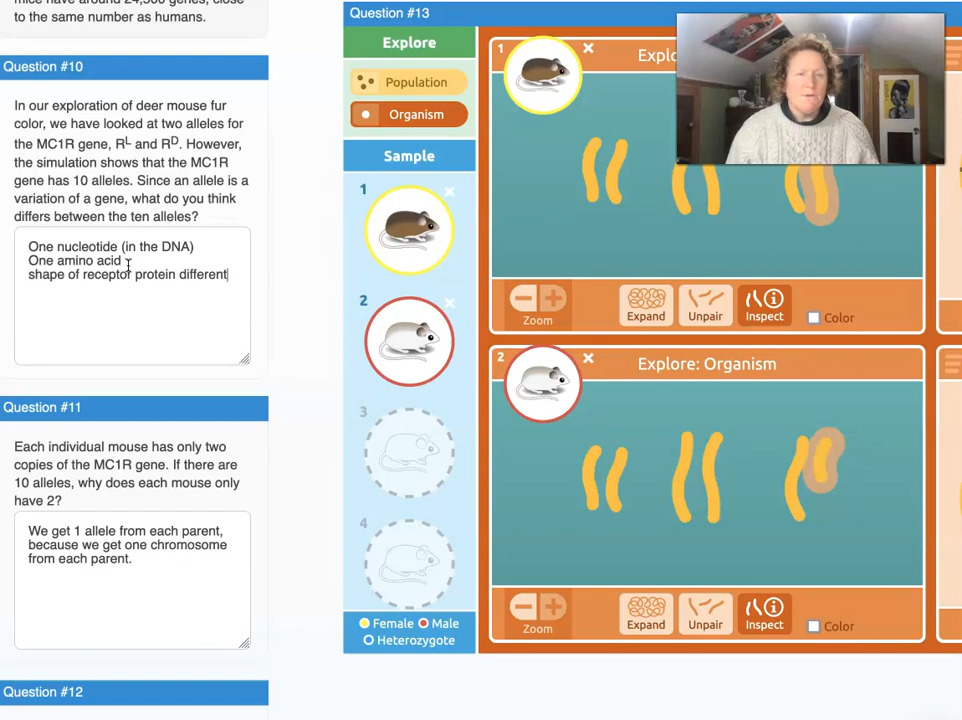 mice have around 24,500 genes, close
to the same number as humans.
Question #10
In our exploration of deer mouse fur
color, we have looked at two alleles for
the MC1R gene, Rᴸ and Rᴰ. However,
the simulation shows that the MC1R
gene has 10 alleles. Since an allele is a
variation of a gene, what do you think
differs between the ten alleles?
One nucleotide (in the DNA)
One amino acid
shape of receptor protein different
Question #11
Each individual mouse has only two
copies of the MC1R gene. If there are
10 alleles, why does each mouse only
have 2?
We get 1 allele from each parent,
because we get one chromosome
from each parent.
Question #12
Question #13
Explore
Population
Organism
Sample
1
2
3
4
Female Male
Heterozygote
1
Explo
Zoom
Expand
Unpair
Inspect
Color
2
Explore: Organism
Zoom
Expand
Unpair
Inspect
Color